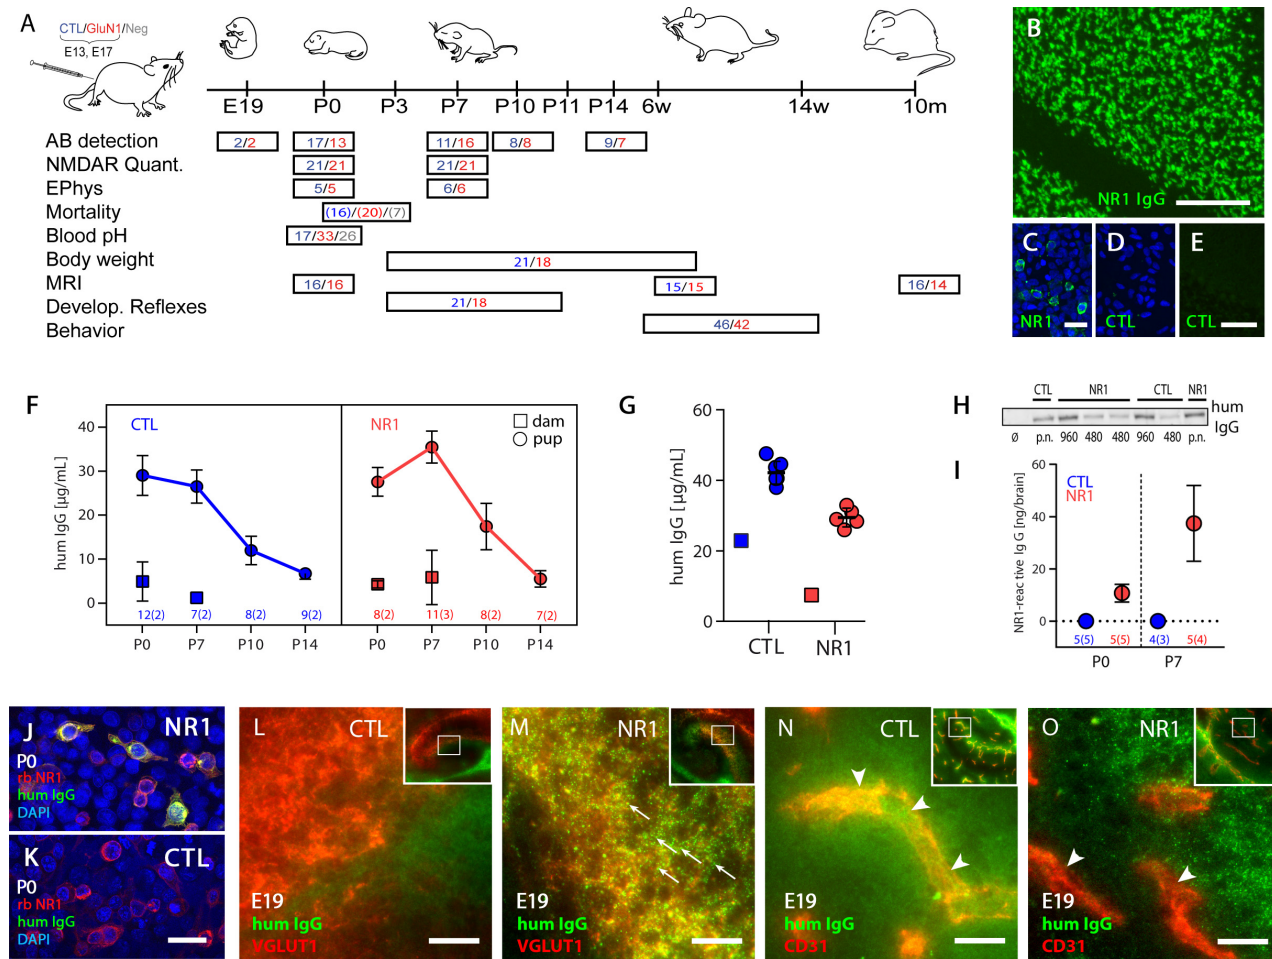 A
CTL/GluN1/Neg
E13, E17
E19 P0 P3 P7 P10 P11 P14 6w 14w 10m
AB detection 2/2 17/13 11/16 8/8 9/7
NMDAR Quant. 21/21 21/21
EPhys 5/5 6/6
Mortality (16)/(20)/(7)
Blood pH 17/33/26
Body weight 21/18
MRI 16/16 15/15 16/14
Develop. Reflexes 21/18
Behavior 46/42
B
NR1 IgG
C D E
NR1 CTL CTL
F
CTL NR1
dam
pup
hum IgG [µg/mL]
40
30
20
10
0
12(2) 7(2) 8(2) 9(2) 8(2) 11(3) 8(2) 7(2)
P0 P7 P10 P14 P0 P7 P10 P14
G
hum IgG [µg/mL]
60
40
20
0
CTL NR1
H
CTL NR1 CTL NR1
hum
IgG
Ø p.n. 960 480 480 960 480 p.n.
I
CTL
NR1
NR1-reac tive Ig G [ng/brain]
60
40
20
0
5(5) 5(5) 4(3) 5(4)
P0 P7
J NR1
P0
rb NR1
hum IgG
DAPI
K CTL
P0
rb NR1
hum IgG
DAPI
L CTL
E19
hum IgG
VGLUT1
M NR1
E19
hum IgG
VGLUT1
N CTL
E19
hum IgG
CD31
O NR1
E19
hum IgG
CD31